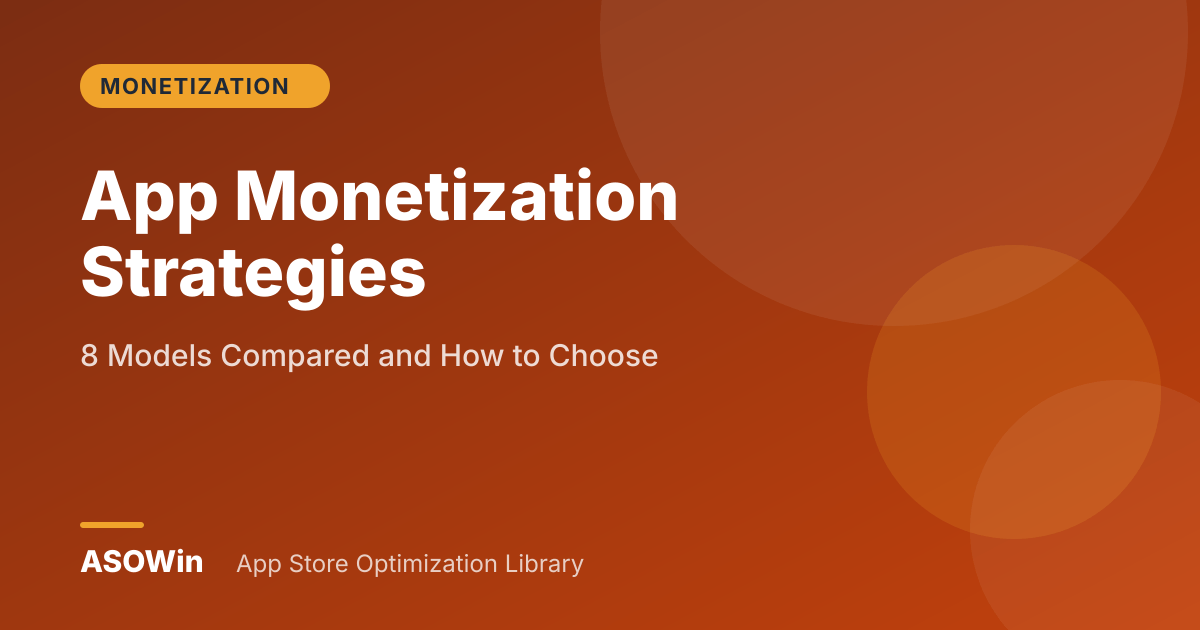 MONETIZATION
App Monetization
Strategies
8 Models Compared and How to Choose
ASOWin App Store Optimization Library